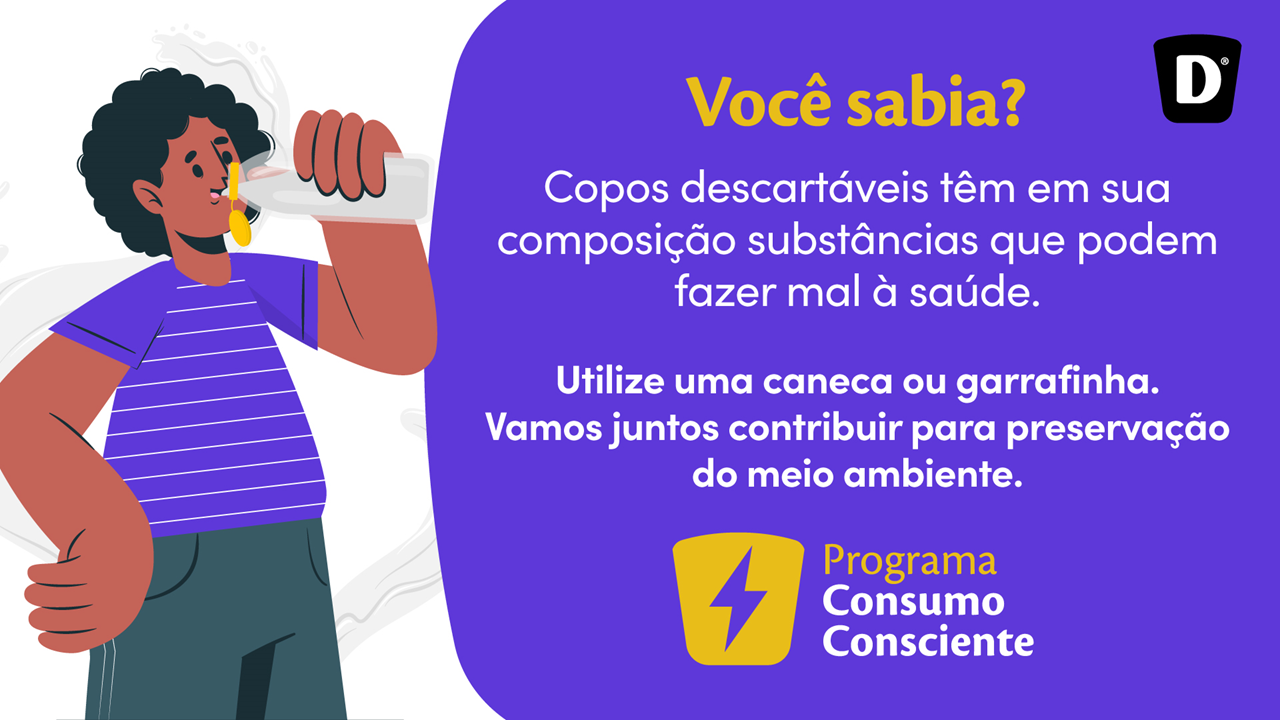 Você sabia?
D®
Copos descartáveis têm em sua
composição substâncias que podem
fazer mal à saúde.
Utilize uma caneca ou garrafinha.
Vamos juntos contribuir para preservação
do meio ambiente.
Programa
Consumo
Consciente